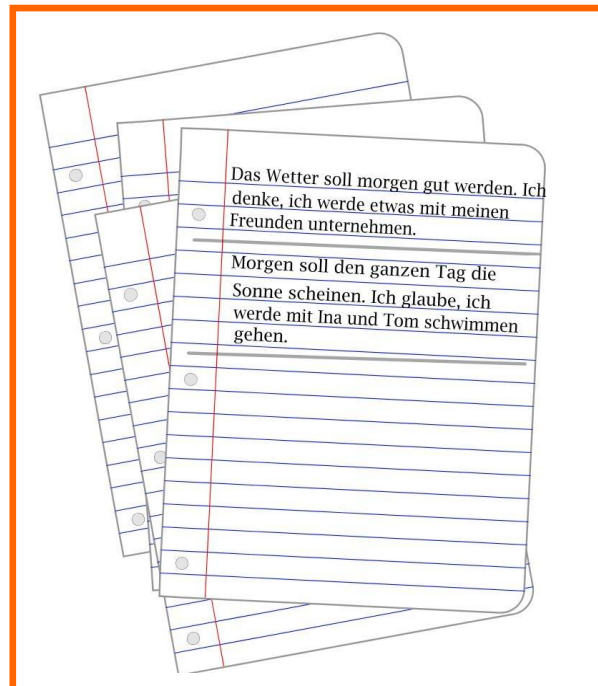 Das Wetter soll morgen gut werden. Ich
denke, ich werde etwas mit meinen
Freunden unternehmen.
Morgen soll den ganzen Tag die
Sonne scheinen. Ich glaube, ich
werde mit Ina und Tom schwimmen
gehen.